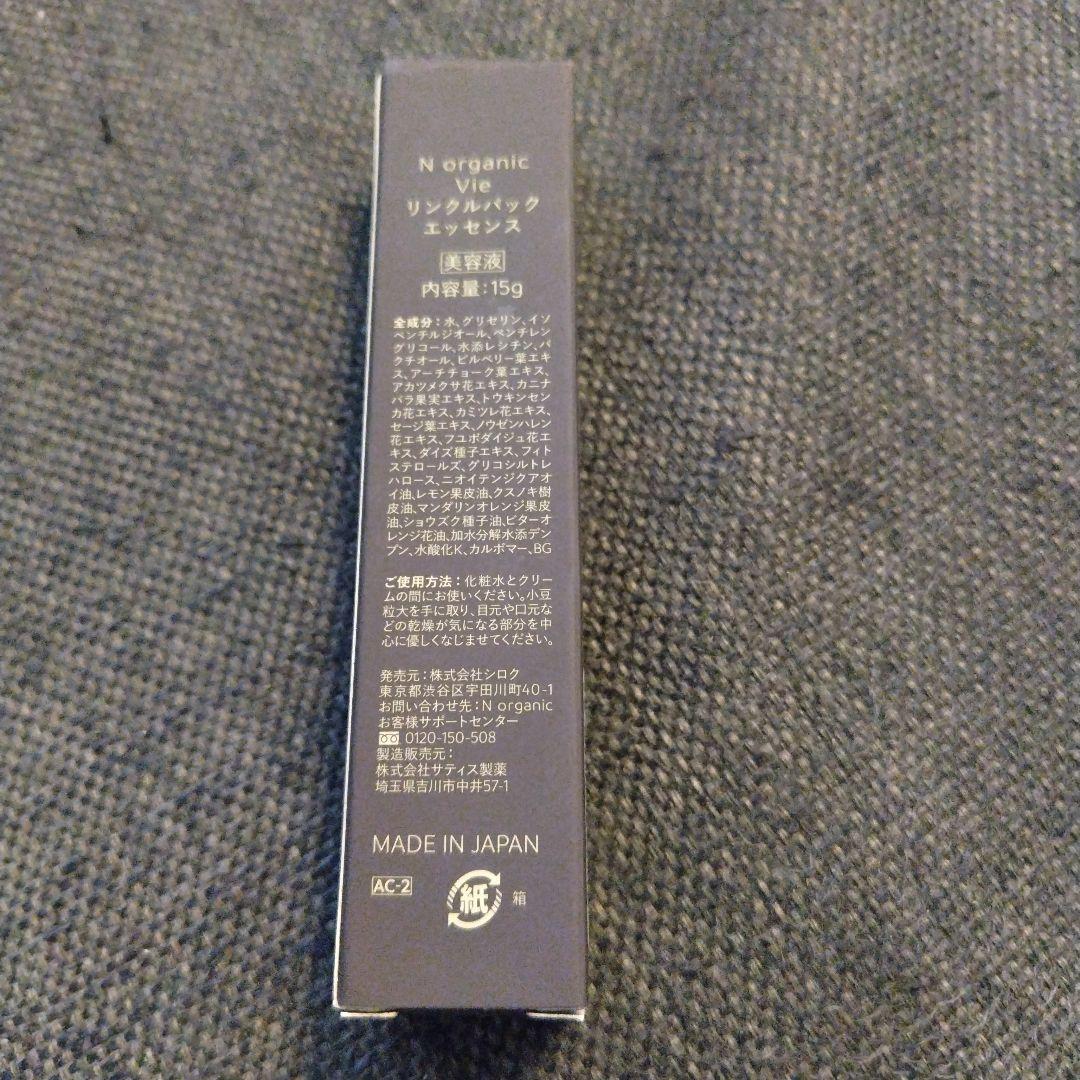 N organic
Vie
リンクルパック
エッセンス
美容液
内容量:15g
全成分:水、グリセリン、イソ
ペンチルジオール、ペンチレン
グリコール、水添レシチン、バ
クチオール、ビルベリー葉エキ
ス、アーチチョーク葉エキス、
アカツメクサ花エキス、カニナ
バラ果実エキス、トウキンセン
カ花エキス、カミツレ花エキス、
セージ葉エキス、ノウゼンハレン
花エキス、フユボダイジュ花エ
キス、ダイズ種子エキス、フィト
ステロールズ、グリコシルトレ
ハロース、ニオイテンジクアオ
イ油、レモン果皮油、クスノキ樹
皮油、マンダリンオレンジ果皮
油、ショウズク種子油、ビターオ
レンジ花油、加水分解水添デン
プン、水酸化K、カルボマー、BG
ご使用方法:化粧水とクリー
ムの間にお使いください。小豆
粒大を手に取り、目元や口元な
どの乾燥が気になる部分を中
心に優しくなじませてください。
発売元:株式会社シロク
東京都渋谷区宇田川町40-1
お問い合わせ先:N organic
お客様サポートセンター
0120-150-508
製造販売元:
株式会社サティス製薬
埼玉県吉川市中井57-1
MADE IN JAPAN
AC-2
紙 箱